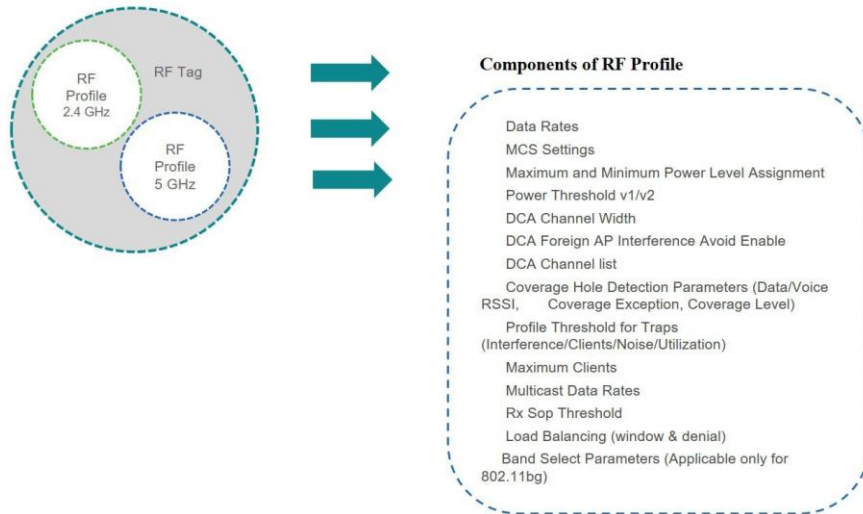 RF Tag
RF
Profile
2.4 GHz
RF
Profile
5 GHz
Components of RF Profile
Data Rates
MCS Settings
Maximum and Minimum Power Level Assignment
Power Threshold v1/v2
DCA Channel Width
DCA Foreign AP Interference Avoid Enable
DCA Channel list
Coverage Hole Detection Parameters (Data/Voice
RSSI, Coverage Exception, Coverage Level)
Profile Threshold for Traps
(Interference/Clients/Noise/Utilization)
Maximum Clients
Multicast Data Rates
Rx Sop Threshold
Load Balancing (window & denial)
Band Select Parameters (Applicable only for
802.11bg)